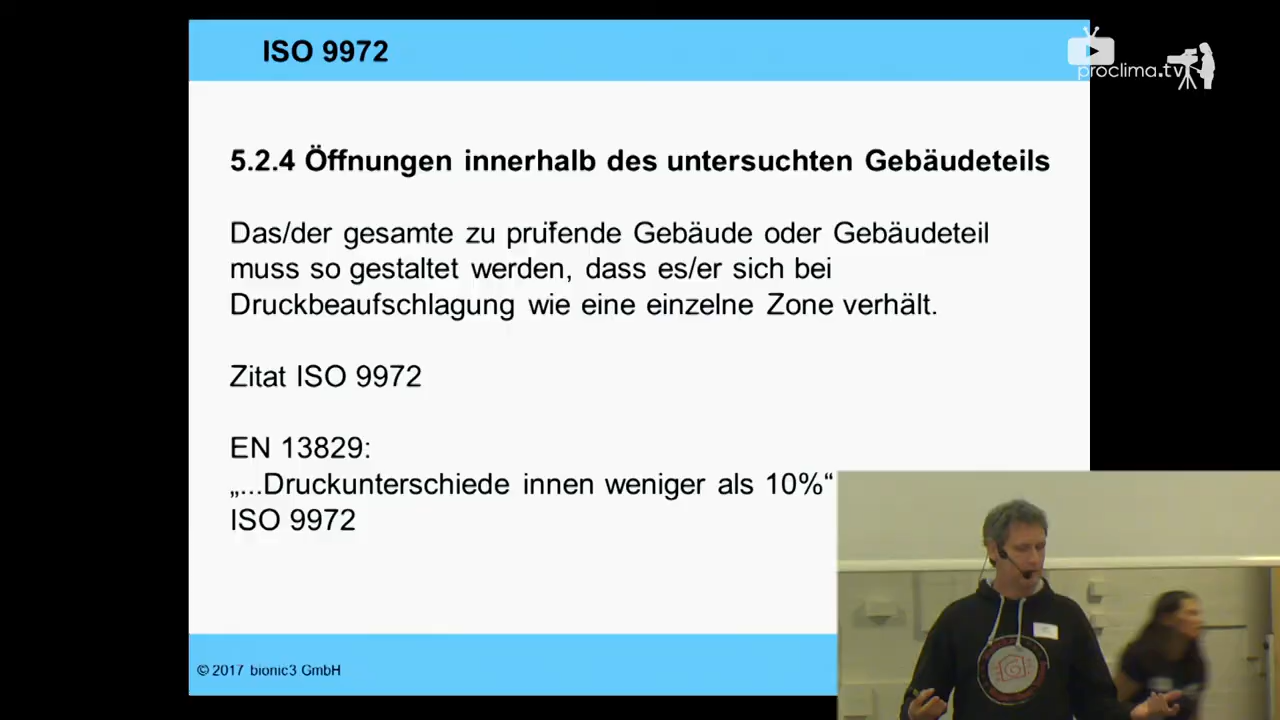 ISO 9972
proclima.tv
5.2.4 Öffnungen innerhalb des untersuchten Gebäudeteils
Das/der gesamte zu prüfende Gebäude oder Gebäudeteil
muss so gestaltet werden, dass es/er sich bei
Druckbeaufschlagung wie eine einzelne Zone verhält.
Zitat ISO 9972
EN 13829:
„...Druckunterschiede innen weniger als 10%“
ISO 9972
© 2017 bionic3 GmbH